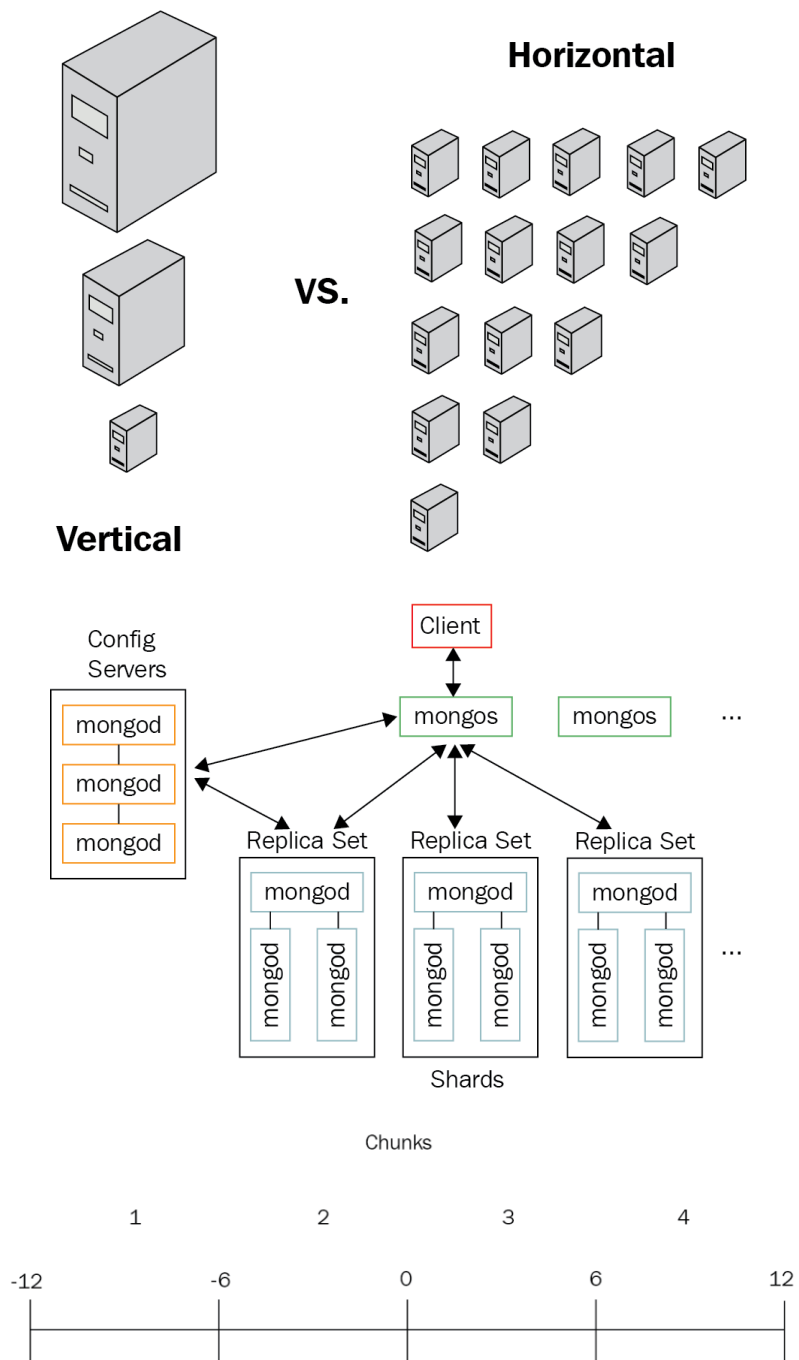 Horizontal
VS.
Vertical
Client
Config
Servers
mongos
mongos
...
mongod
mongod
mongod
Replica Set
Replica Set
Replica Set
mongod
mongod
mongod
mongod
mongod
mongod
mongod
mongod
mongod
...
Shards
Chunks
1
2
3
4
-12
-6
0
6
12